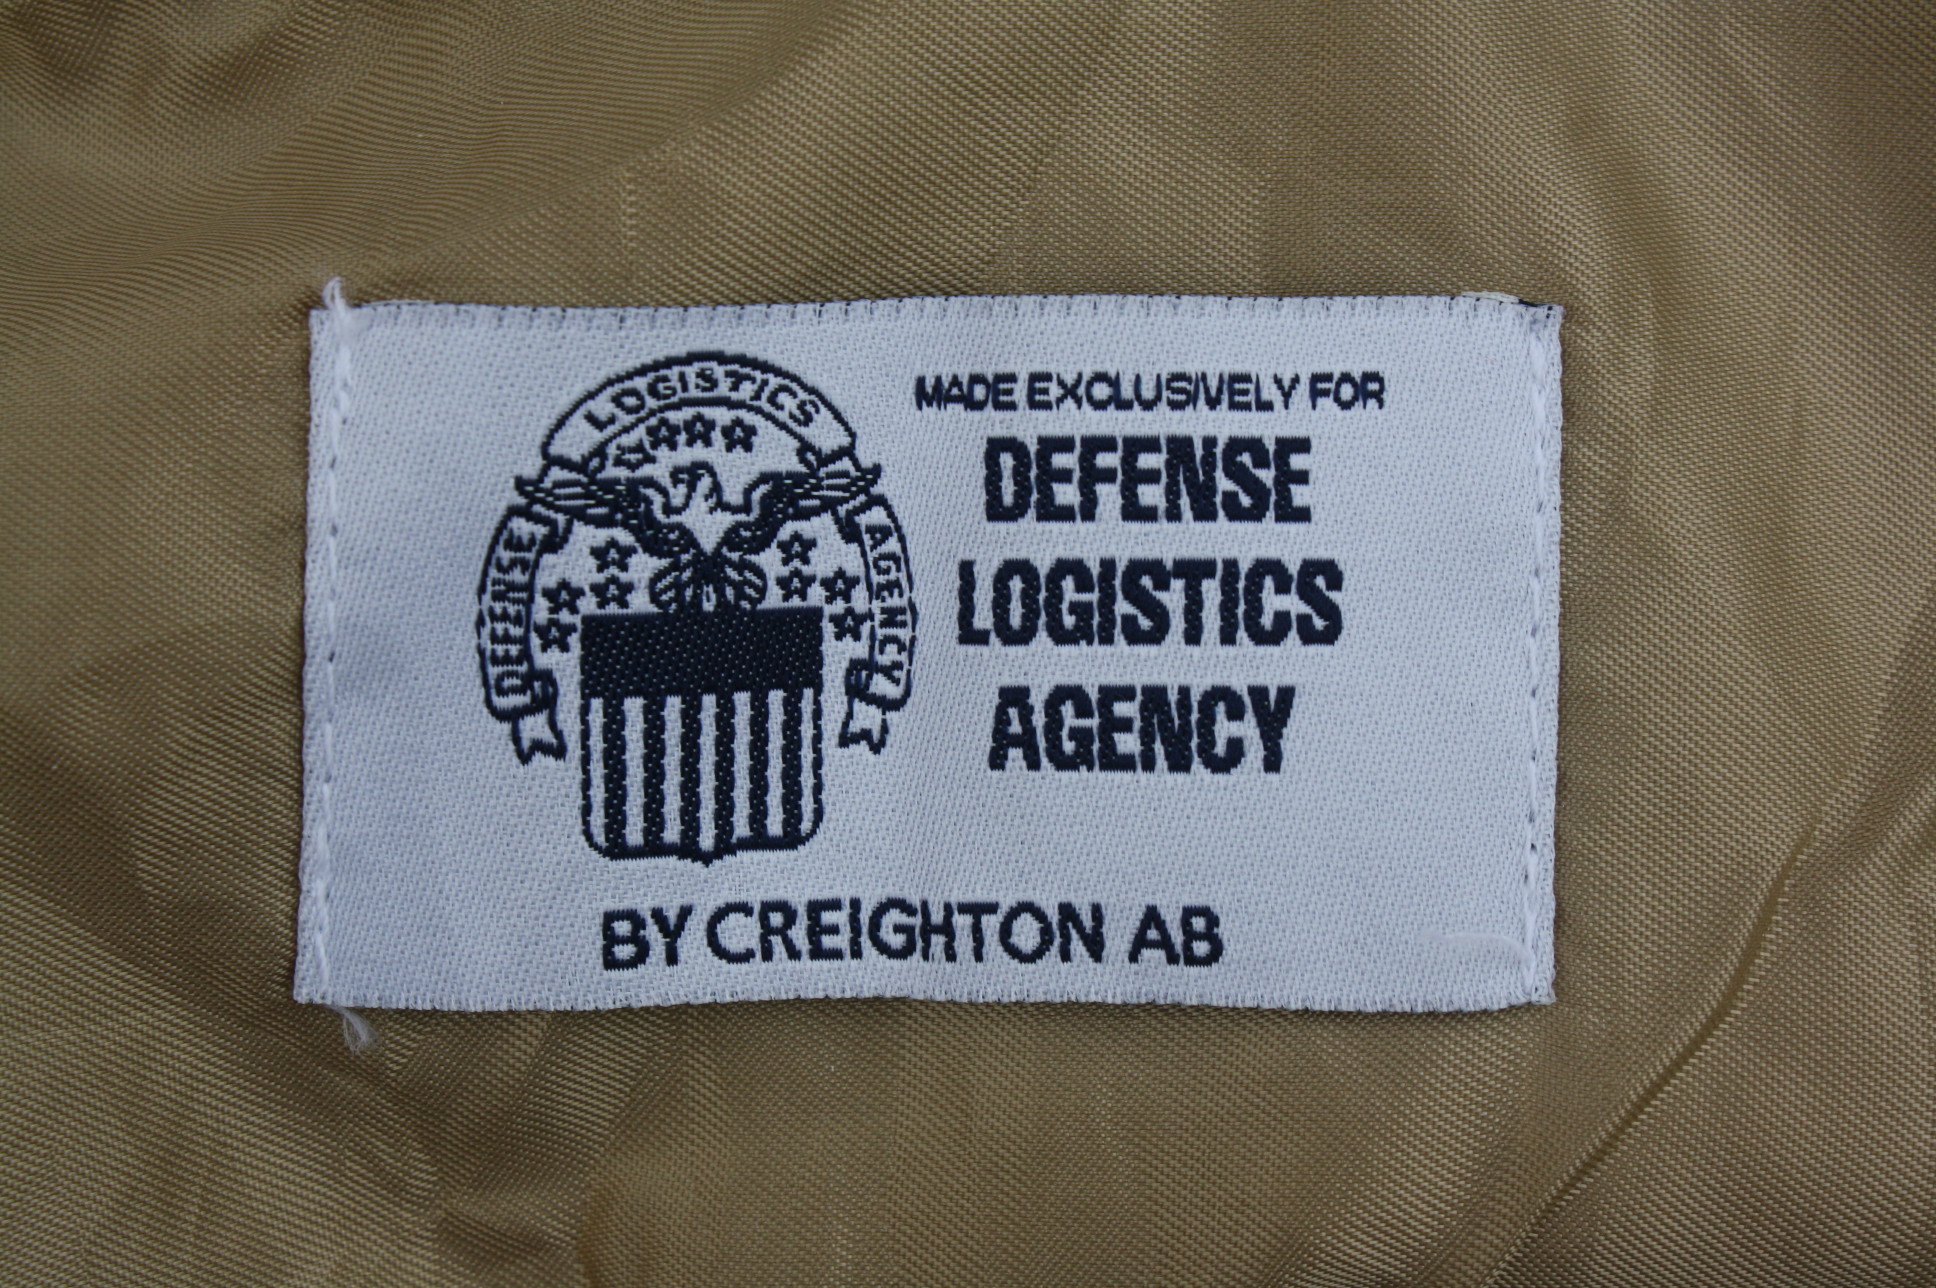 DEFENSE LOGISTICS AGENCY
MADE EXCLUSIVELY FOR
DEFENSE
LOGISTICS
AGENCY
BY CREIGHTON AB